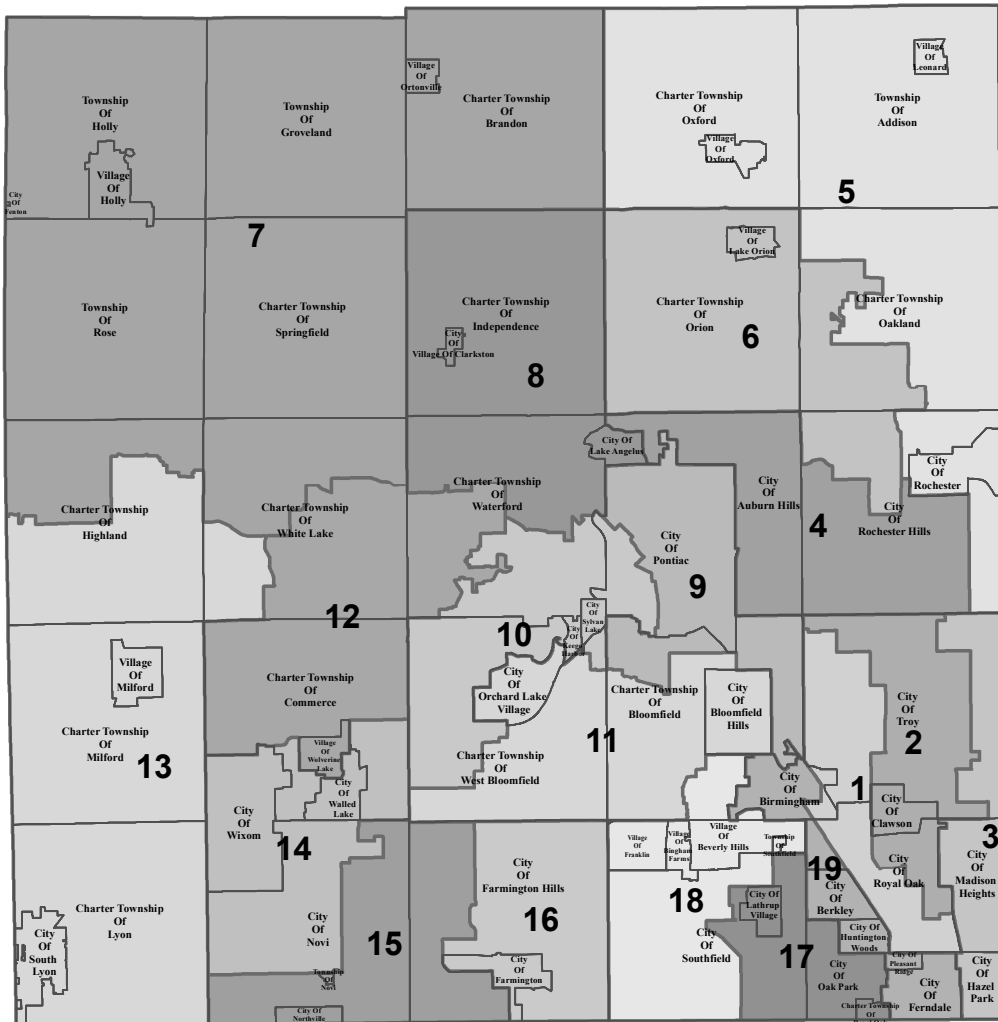 Village
Of
Leonard
Village
Of
Ortonville
Township
Of
Holly
Township
Of
Groveland
Charter Township
Of
Brandon
Charter Township
Of
Oxford
Village
Of
Oxford
Township
Of
Addison
Village
Of
Holly
City
Of
Fenton
5
7
Village
Of
Lake Orion
Township
Of
Rose
Charter Township
Of
Springfield
Charter Township
Of
Independence
City
Of
Village Of Clarkston
8
Charter Township
Of
Orion
6
Charter Township
Of
Oakland
City Of
Lake Angelus
Charter Township
Of
Highland
Charter Township
Of
White Lake
Charter Township
Of
Waterford
City
Of
Auburn Hills
City
Of
Rochester
4
City
Of
Rochester Hills
City
Of
Pontiac
9
12
10
City
Of
Sylvan
Lake
City
Of
Keego
Harbor
Village
Of
Milford
Charter Township
Of
Commerce
City
Of
Orchard Lake
Village
Charter Township
Of
Bloomfield
City
Of
Bloomfield
Hills
City
Of
Troy
2
Charter Township
Of
Milford
13
Village
Of
Wolverine
Lake
City
Of
Walled
Lake
11
Charter Township
Of
West Bloomfield
City
Of
Birmingham
1
City
Of
Clawson
City
Of
Wixom
14
Village
Of
Franklin
Village
Of
Bingham
Farms
Village
Of
Beverly Hills
Township
Of
Southfield
3
City
Of
Farmington Hills
19
City
Of
Royal Oak
City
Of
Madison
Heights
City
Of
Berkley
Charter Township
Of
Lyon
City
Of
South
Lyon
City
Of
Novi
15
16
18
City Of
Lathrup
Village
City
Of
Southfield
17
City Of
Huntington
Woods
City
Of
Farmington
Township
Of
Novi
City
Of
Oak Park
City Of
Pleasant
Ridge
City
Of
Ferndale
City
Of
Hazel
Park
City Of
Northville
Charter Township
Of